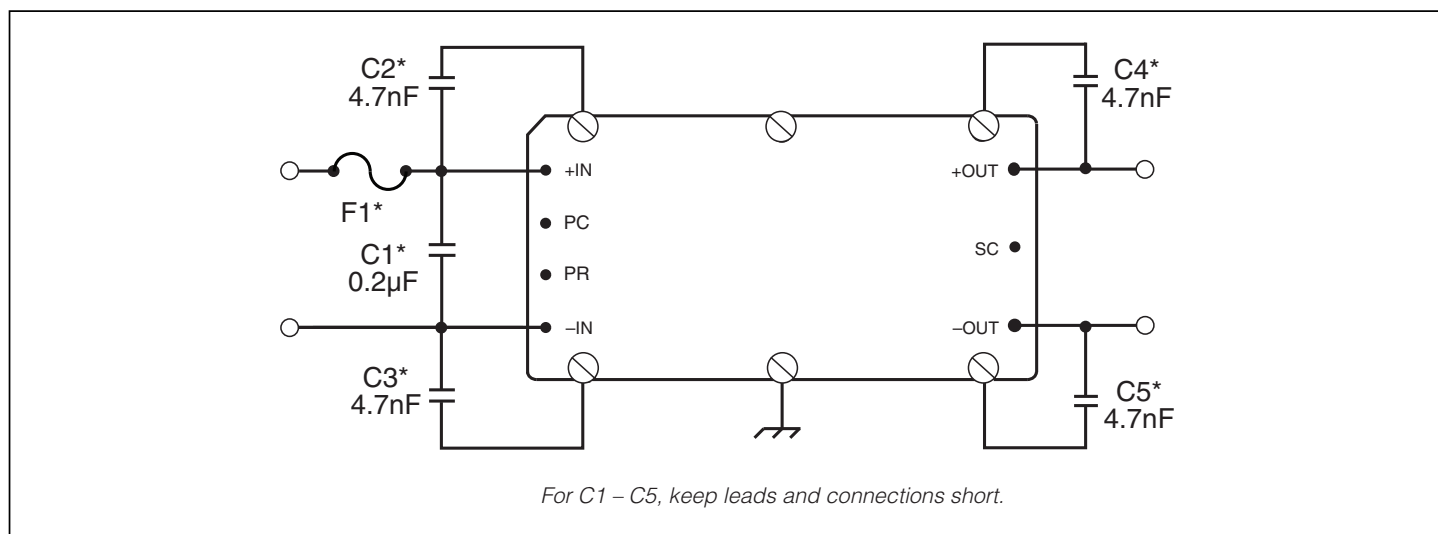 C2*
4.7nF
C4*
4.7nF
+IN
+OUT
F1*
PC
SC
C1*
0.2µF
PR
–IN
–OUT
C3*
4.7nF
C5*
4.7nF
For C1 – C5, keep leads and connections short.